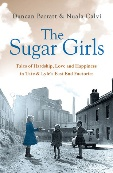 Duncan Barrett & Nuala Calvi
The
Sugar Girls
Tales of Hardship, Love and Happiness
in Tate & Lyle's East End Factories